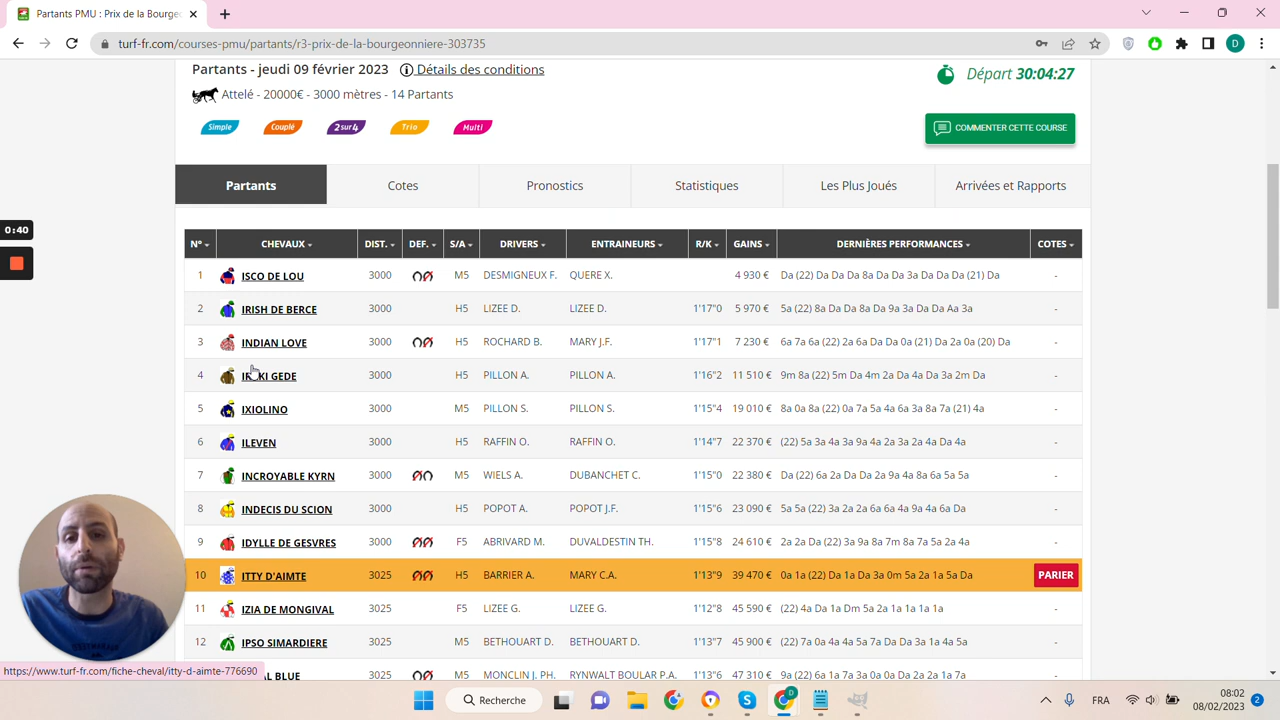 Partants PMU : Prix de la Bourge
turf-fr.com/courses-pmu/partants/r3-prix-de-la-bourgeonniere-303735
D
Partants - jeudi 09 février 2023 Détails des conditions
Départ 30:04:27
Attelé - 20000€ - 3000 mètres - 14 Partants
Simple Couplé 2sur4 Trio Multi
COMMENTER CETTE COURSE
Partants Cotes Pronostics Statistiques Les Plus Joués Arrivées et Rapports
0:40
N° CHEVAUX DIST. DEF. S/A DRIVERS ENTRAINEURS R/K GAINS DERNIÈRES PERFORMANCES COTES
1 ISCO DE LOU 3000 M5 DESMIGNEUX F. QUERE X. 4 930 € Da (22) Da Da Da 8a Da Da 3a Da Da Da (21) Da -
2 IRISH DE BERCE 3000 H5 LIZEE D. LIZEE D. 1'17"0 5 970 € 5a (22) 8a Da Da 8a Da 9a 3a Da Da Aa 3a -
3 INDIAN LOVE 3000 H5 ROCHARD B. MARY J.F. 1'17"1 7 230 € 6a 7a 6a (22) 2a 6a Da Da 0a (21) Da 2a 0a (20) Da -
4 GEDE 3000 H5 PILLON A. PILLON A. 1'16"2 11 510 € 9m 8a (22) 5m Da 4m 2a Da 4a Da 3a 2m Da -
5 IXIOLINO 3000 M5 PILLON S. PILLON S. 1'15"4 19 010 € 8a 0a 8a (22) 0a 7a 5a 4a 6a 3a 8a 7a (21) 4a -
6 ILEVEN 3000 H5 RAFFIN O. RAFFIN O. 1'14"7 22 370 € (22) 5a 3a 4a 3a 9a 4a 2a 3a 2a 4a Da 4a -
7 INCROYABLE KYRN 3000 M5 WIELS A. DUBANCHET C. 1'15"0 22 380 € Da (22) 6a 2a Da Da 2a 9a 4a 8a 6a 5a 5a -
8 INDECIS DU SCION 3000 H5 POPOT A. POPOT J.F. 1'15"6 23 090 € 5a 5a (22) 3a 2a 2a 6a 6a 4a 9a 4a 6a Da -
9 IDYLLE DE GESVRES 3000 F5 ABRIVARD M. DUVALDESTIN TH. 1'15"8 24 610 € 2a 2a Da (22) 3a 9a 8a 7m 8a 7a 5a 2a 4a -
10 ITTY D'AIMTE 3025 H5 BARRIER A. MARY C.A. 1'13"9 39 470 € 0a 1a (22) Da 1a Da 3a 0m 5a 2a 1a 5a Da PARIER
11 IZIA DE MONGIVAL 3025 F5 LIZEE G. LIZEE G. 1'12"8 45 590 € (22) 4a Da 1a Dm 5a 2a 1a 1a 1a 1a -
12 IPSO SIMARDIERE 3025 M5 BETHOUART D. BETHOUART D. 1'13"7 45 900 € (22) 7a 0a 4a 4a 5a 7a Da Da 3a 1a 4a 5a -
BLUE 3025 M5 MONCLIN J. PH. RYNWALT BOULAR P.A. 1'13"6 47 310 € 9a (22) 6a 1a 7a 3a 0a 0a Da 2a 2a 1a 7a -
https://www.turf-fr.com/fiche-cheval/itty-d-aimte-776690
Recherche
FRA
08:02
08/02/2023
2